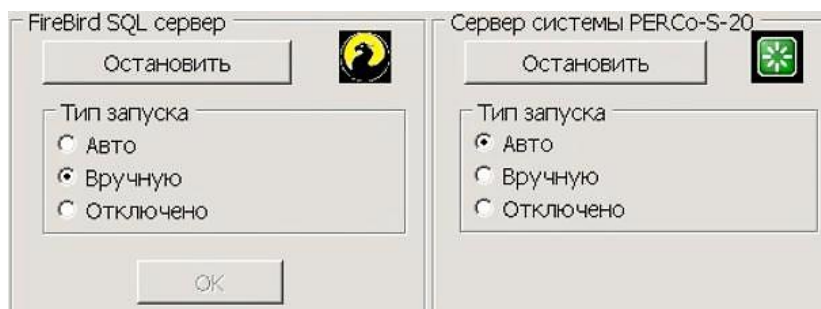 FireBird SQL сервер
Остановить
Тип запуска
Авто
Вручную
Отключено
OK
Сервер системы PERCo-S-20
Остановить
Тип запуска
Авто
Вручную
Отключено